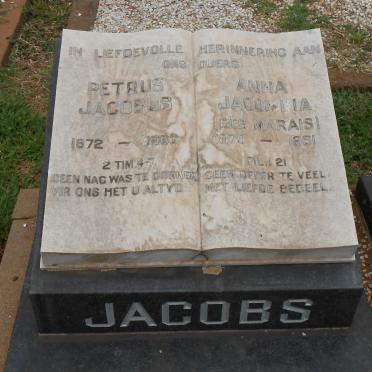 IN LIEFDEVOLLE HERINNERING AAN
ONS OUERS
PETRUS
JACOBUS
1872 —
2 TIM.4-7
GEEN NAG WAS TE DONKER
VIR ONS HET U ALTYD
ANNA
JACOMINA
(GEB MARAIS)
— 1951
FIL.1.21
GEEN OFFER TE VEEL
MET LIEFDE BEDEEL
JACOBS